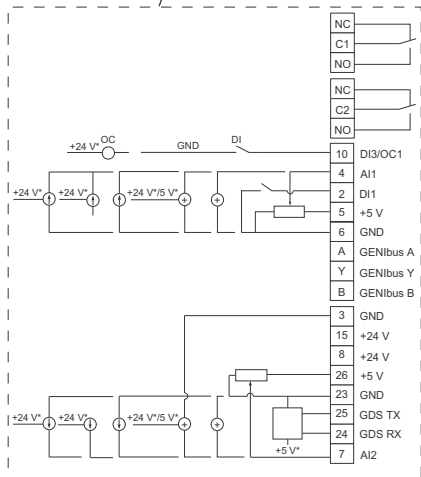 NC
C1
NO
NC
C2
NO
+24 V* OC GND DI 10 DI3/OC1
4 AI1
+24 V* +24 V* +24 V*/5 V* 2 DI1
5 +5 V
6 GND
A GENIbus A
Y GENIbus Y
B GENIbus B
3 GND
15 +24 V
8 +24 V
26 +5 V
23 GND
+24 V* +24 V* +24 V*/5 V* 25 GDS TX
24 GDS RX
+5 V* 7 AI2